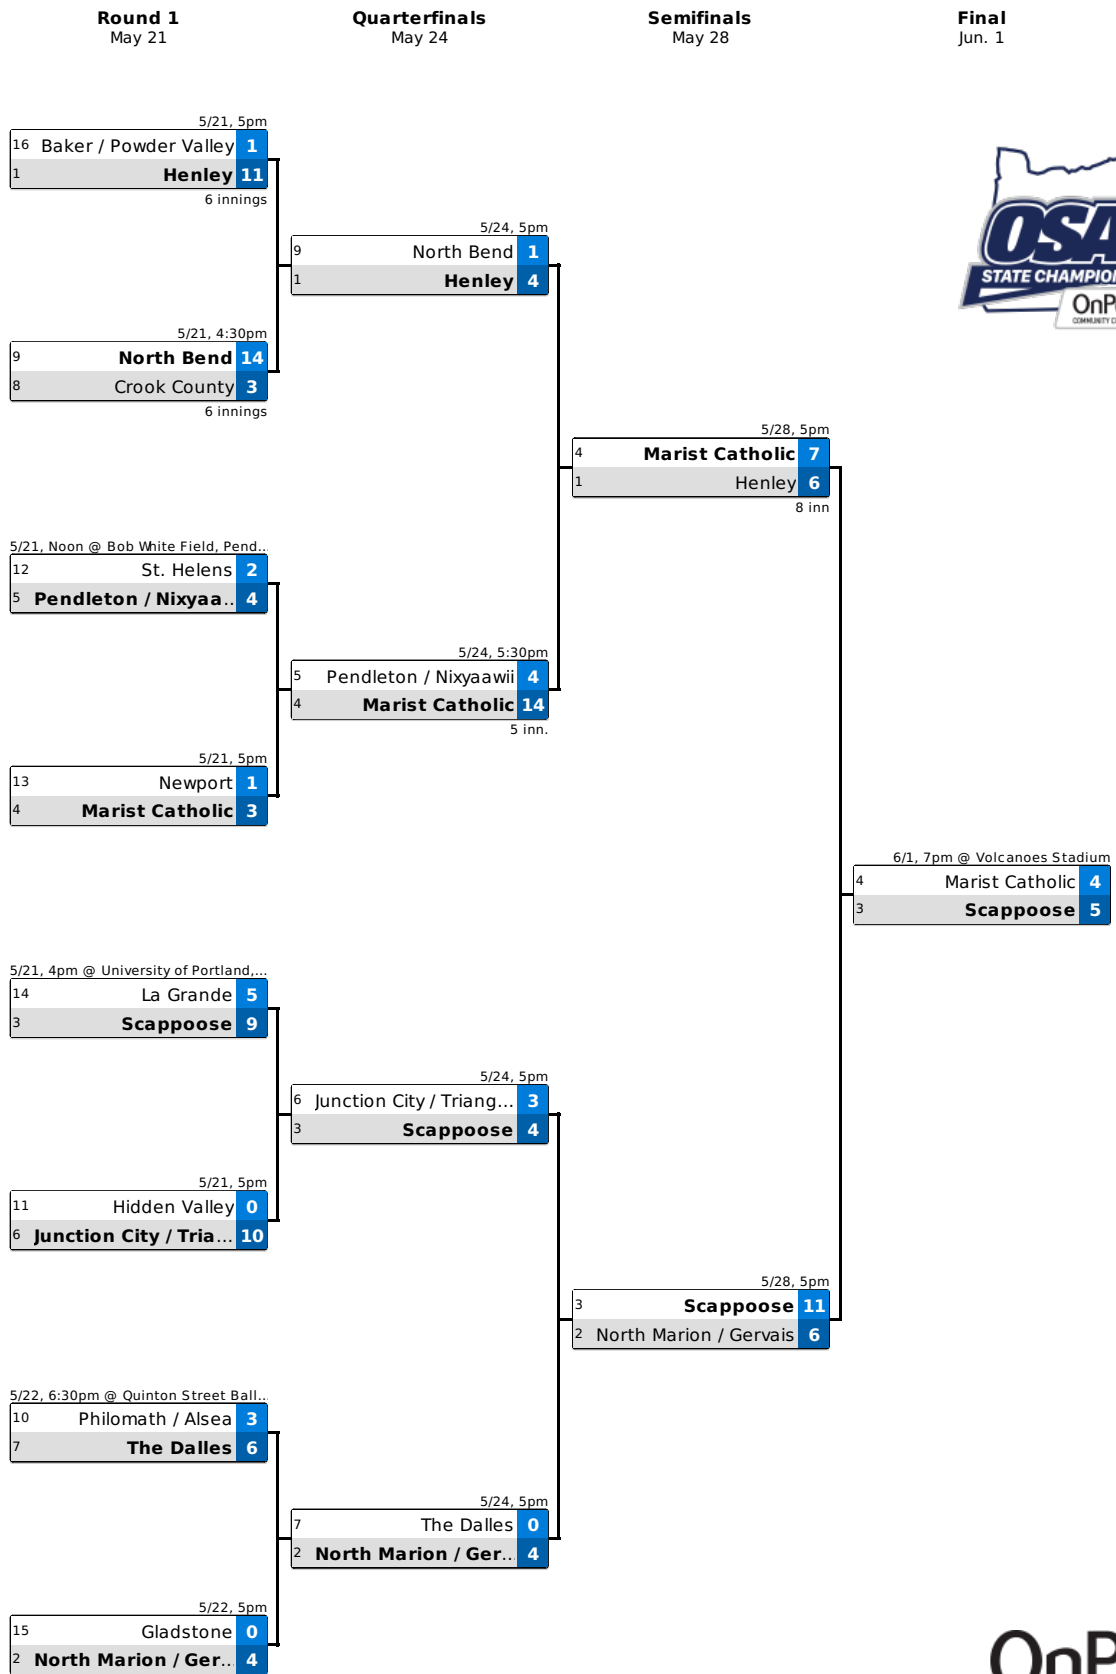 Round 1
May 21
Quarterfinals
May 24
Semifinals
May 28
Final
Jun. 1
5/21, 5pm
16 Baker / Powder Valley 1
1 Henley 11
6 innings
5/21, 4:30pm
9 North Bend 14
8 Crook County 3
6 innings
5/21, Noon @ Bob White Field, Pend...
12 St. Helens 2
5 Pendleton / Nixyaa... 4
5/21, 5pm
13 Newport 1
4 Marist Catholic 3
5/21, 4pm @ University of Portland,...
14 La Grande 5
3 Scappoose 9
5/21, 5pm
11 Hidden Valley 0
6 Junction City / Tria... 10
5/22, 6:30pm @ Quinton Street Ball...
10 Philomath / Alsea 3
7 The Dalles 6
5/22, 5pm
15 Gladstone 0
2 North Marion / Ger... 4
5/24, 5pm
9 North Bend 1
1 Henley 4
5/24, 5:30pm
5 Pendleton / Nixyaawii 4
4 Marist Catholic 14
5 inn.
5/24, 5pm
6 Junction City / Triang... 3
3 Scappoose 4
5/24, 5pm
7 The Dalles 0
2 North Marion / Ger... 4
5/28, 5pm
4 Marist Catholic 7
1 Henley 6
8 inn
5/28, 5pm
3 Scappoose 11
2 North Marion / Gervais 6
6/1, 7pm @ Volcanoes Stadium
4 Marist Catholic 4
3 Scappoose 5
OSA
STATE CHAMPION
OnP
COMMUNITY C
OnP